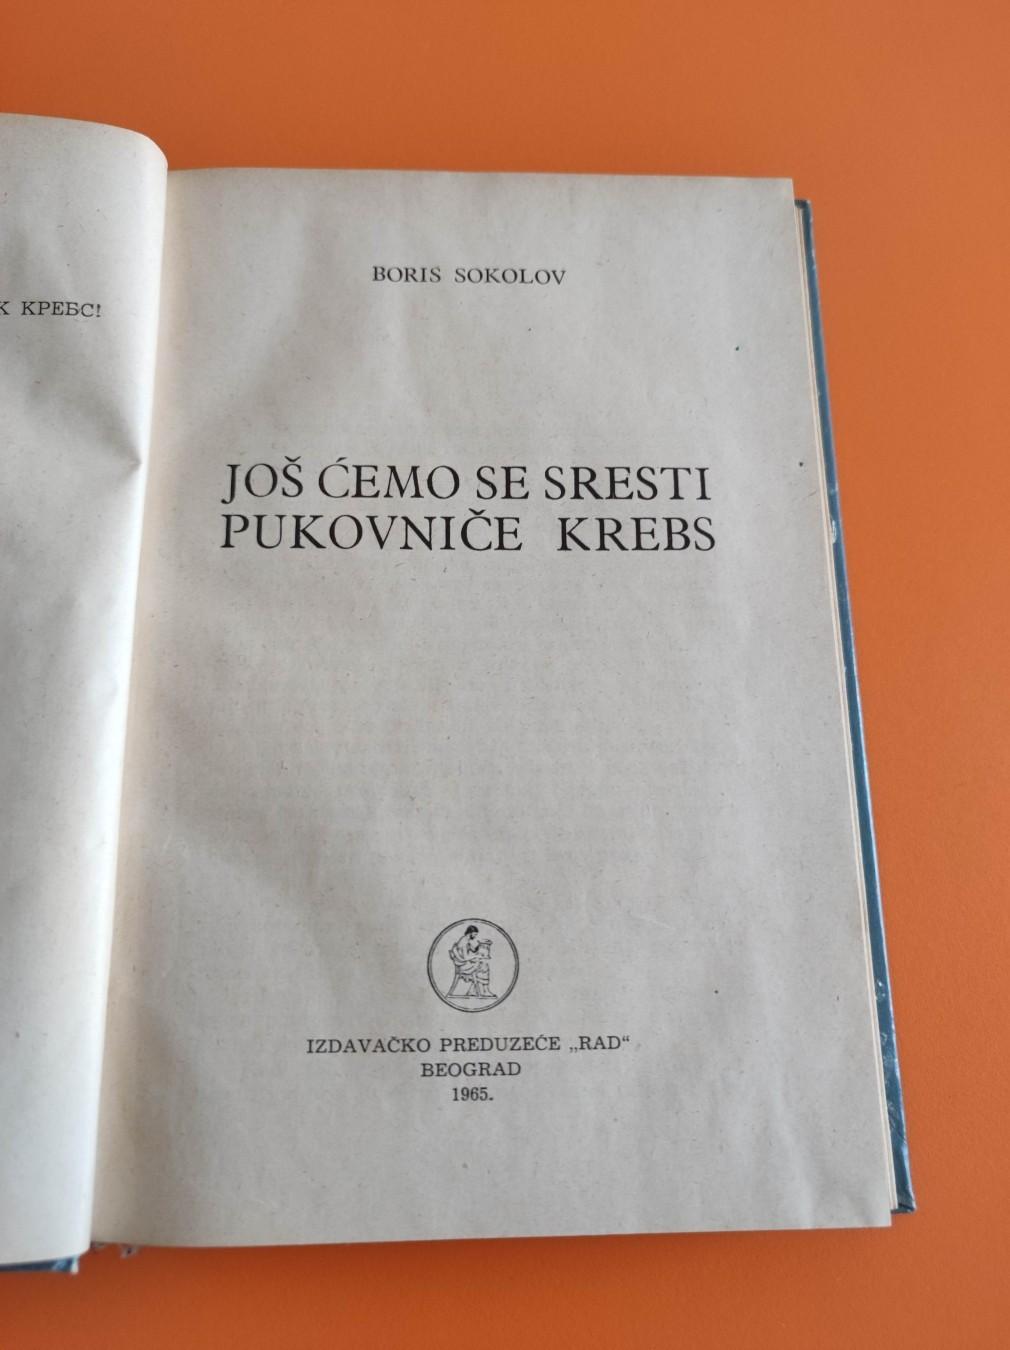 К КРЕБС!
BORIS SOKOLOV
JOŠ ĆEMO SE SRESTI
PUKOVNIČE KREBS
IZDAVAČKO PREDUZEĆE „RAD“
BEOGRAD
1965.